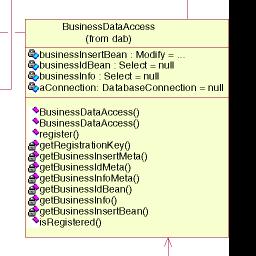 BusinessDataAccess
(from dab)
businessInsertBean : Modify = ...
businessIdBean : Select = null
businessInfo : Select = null
aConnection: DatabaseConnection = null
BusinessDataAccess()
BusinessDataAccess()
register()
getRegistrationKey()
getBusinessInsertMeta()
getBusinessIdMeta()
getBusinessInfoMeta()
getBusinessIdBean()
getBusinessInfo()
getBusinessInsertBean()
isRegistered()